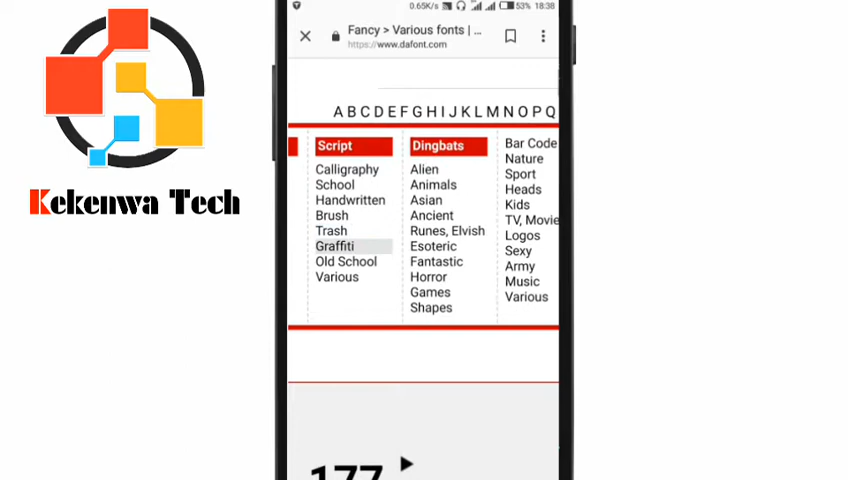 0.65K/s 53% 18:38
Fancy > Various fonts | ...
https://www.dafont.com
Kekenwa Tech
A B C D E F G H I J K L M N O P Q
Script
Calligraphy
School
Handwritten
Brush
Trash
Graffiti
Old School
Various
Dingbats
Alien
Animals
Asian
Ancient
Runes, Elvish
Esoteric
Fantastic
Horror
Games
Shapes
Bar Code
Nature
Sport
Heads
Kids
TV, Movie
Logos
Sexy
Army
Music
Various
177